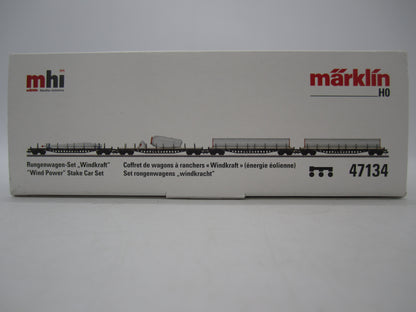 mhi
märklin
H0
Rungenwagen-Set „Windkraft“ Coffret de wagons à ranchers « Windkraft » (énergie éolienne)
"Wind Power" Stake Car Set Set rongenwagens „windkracht“
47134